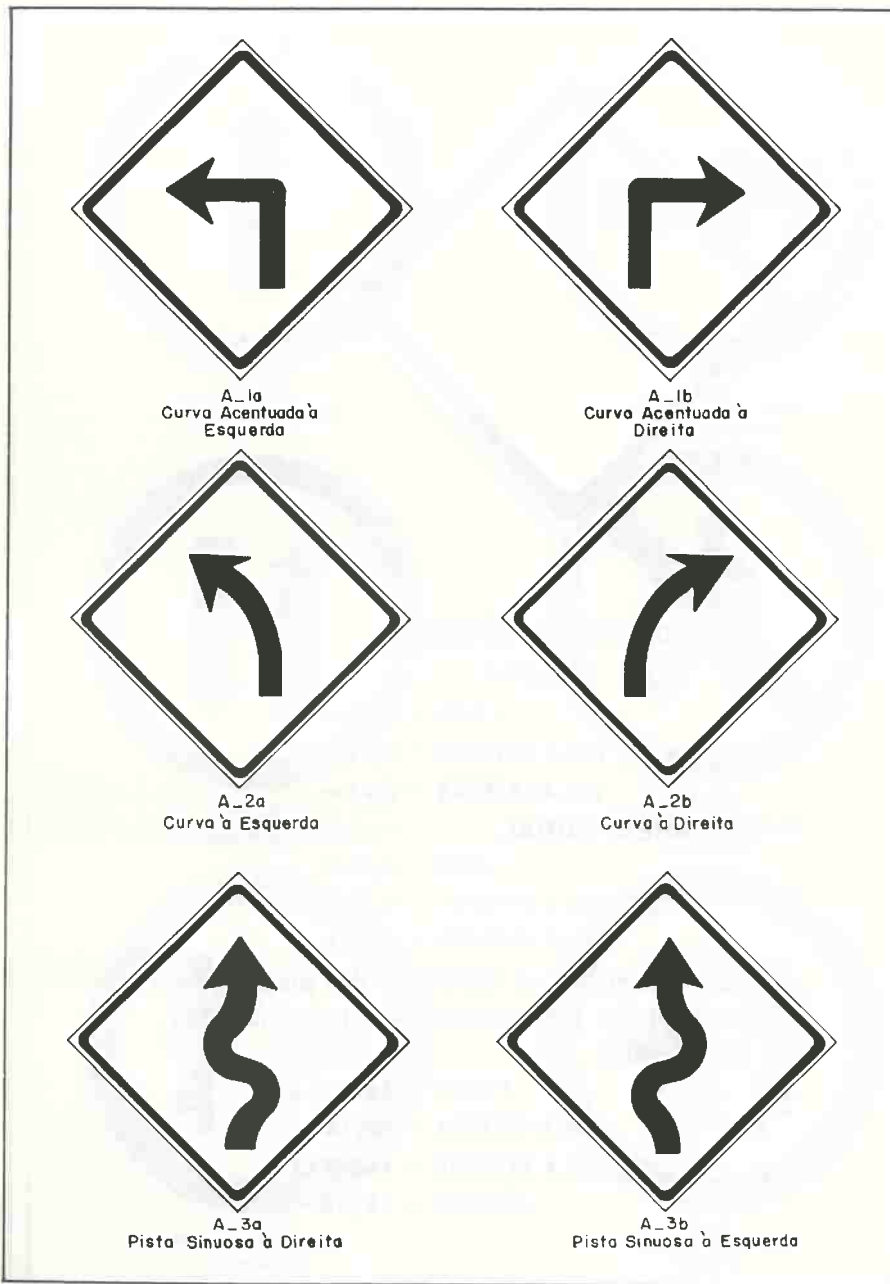 A_1a
Curva Acentuada à
Esquerda
A_1b
Curva Acentuada à
Direita
A_2a
Curva à Esquerda
A_2b
Curva à Direita
A_3a
Pista Sinuosa à Direita
A_3b
Pista Sinuosa à Esquerda